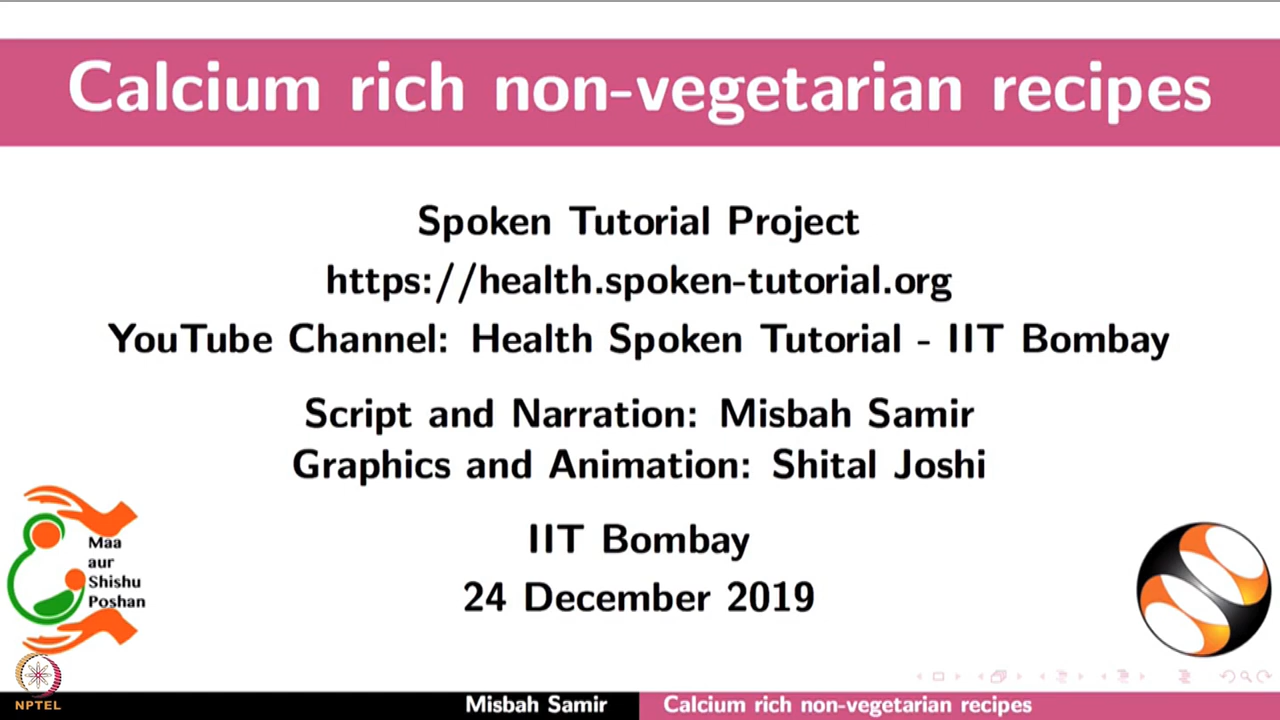 Calcium rich non-vegetarian recipes
Spoken Tutorial Project
https://health.spoken-tutorial.org
YouTube Channel: Health Spoken Tutorial - IIT Bombay
Script and Narration: Misbah Samir
Graphics and Animation: Shital Joshi
IIT Bombay
24 December 2019
Maa
aur
Shishu
Poshan
NPTEL
Misbah Samir
Calcium rich non-vegetarian recipes